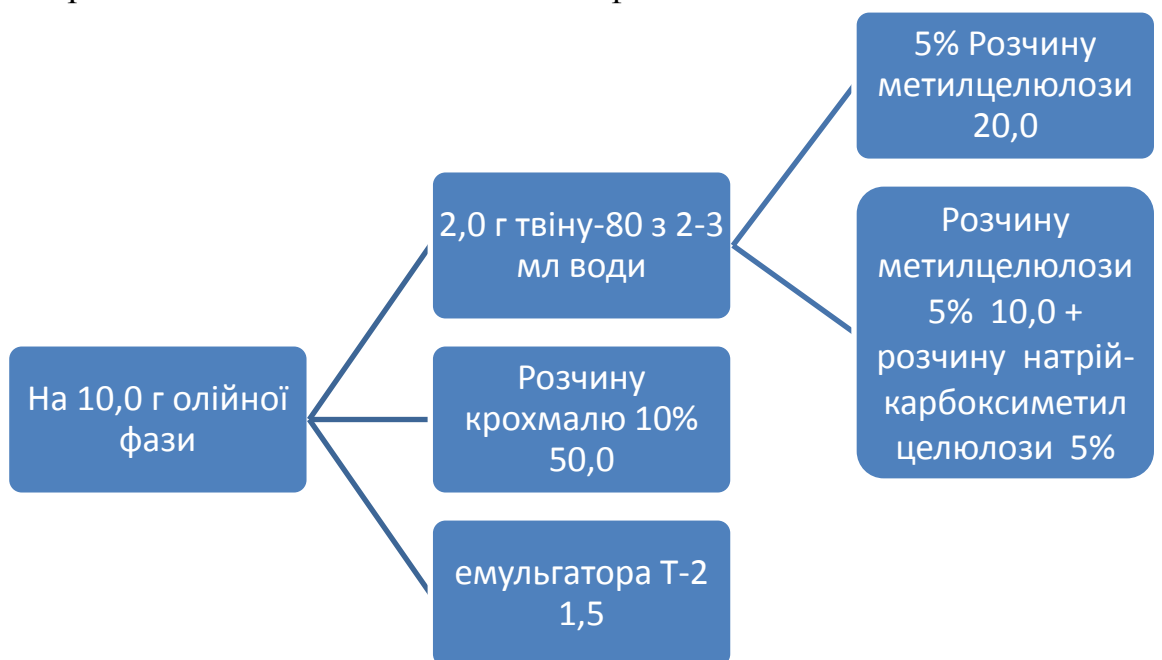 На 10,0 г олійної
фази
2,0 г твіну-80 з 2-3
мл води
Розчину
крохмалю 10%
50,0
емульгатора Т-2
1,5
5% Розчину
метилцелюлози
20,0
Розчину
метилцелюлози
5% 10,0 +
розчину натрій-
карбоксиметил
целюлози 5%